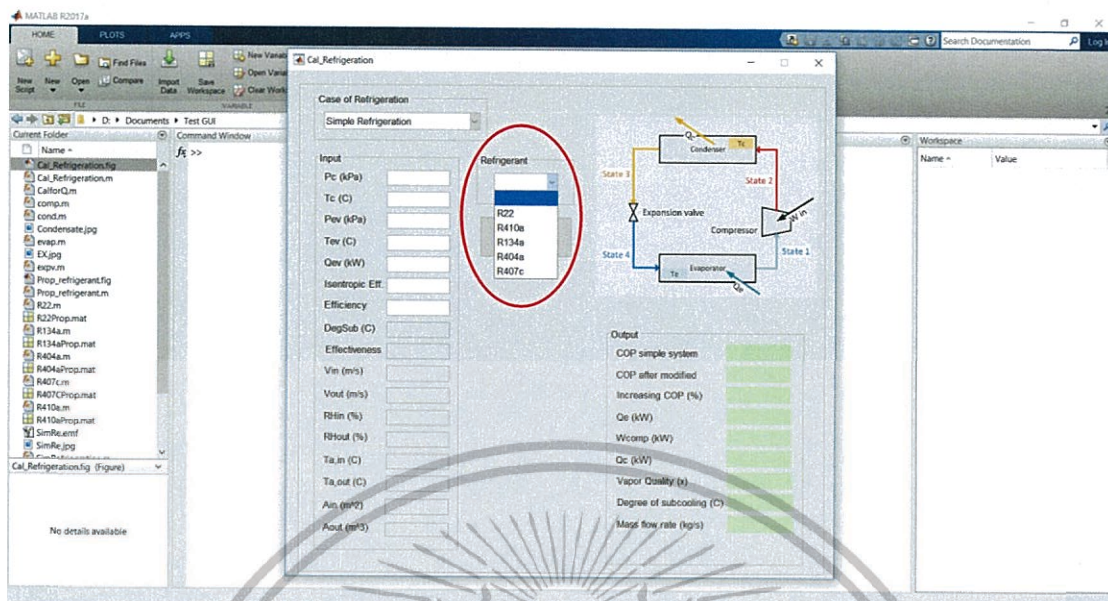 MATLAB R2017a
HOME PLOTS APPS
Search Documentation
Log
New Script
New
Open
Find Files
Compare
Import Data
Save Workspace
New Variab
Open Varia
Clear Work
FILE
VARIABLE
D: ▸ Documents ▸ Test GUI
Current Folder
Name
Cal_Refrigeration.fig
Cal_Refrigeration.m
CalforQ.m
comp.m
cond.m
Condensate.jpg
evap.m
EX.jpg
expv.m
Prop_refrigerant.fig
Prop_refrigerant.m
R22.m
R22Prop.mat
R134a.m
R134aProp.mat
R404a.m
R404aProp.mat
R407c.m
R407CProp.mat
R410a.m
R410aProp.mat
SimRe.emf
SimRe.jpg
Cal_Refrigeration.fig (Figure)
No details available
Command Window
fx >>
Cal_Refrigeration
Case of Refrigeration
Simple Refrigeration
Input
Pc (kPa)
Tc (C)
Pev (kPa)
Tev (C)
Qev (kW)
Isentropic Eff.
Efficiency
DegSub (C)
Effectiveness
Vin (m/s)
Vout (m/s)
RHin (%)
RHout (%)
Ta,in (C)
Ta,out (C)
Ain (m^2)
Aout (m^3)
Refrigerant
R22
R410a
R134a
R404a
R407c
Condenser
Tc
State 3
State 2
Expansion valve
Compressor
W in
State 4
State 1
Te
Evaporator
Qe
Output
COP simple system
COP after modified
Increasing COP (%)
Qe (kW)
Wcomp (kW)
Qc (kW)
Vapor Quality (x)
Degree of subcooling (C)
Mass flow rate (kg/s)
Workspace
Name
Value